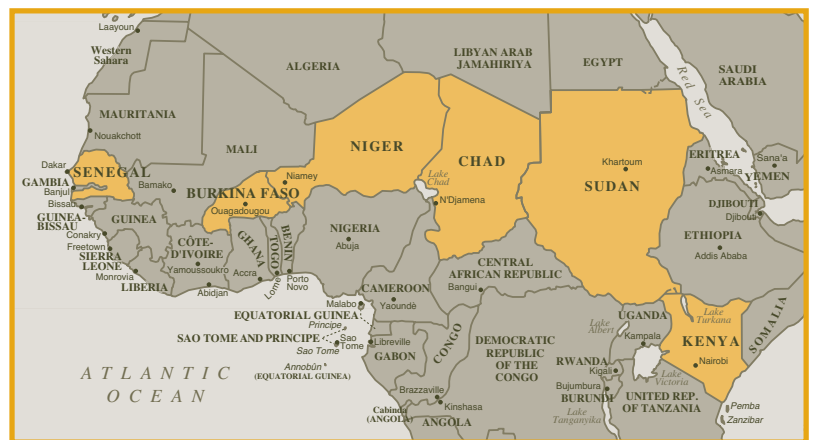 Laayoun
Western
Sahara
ALGERIA
LIBYAN ARAB
JAMAHIRIYA
EGYPT
SAUDI
ARABIA
Red Sea
MAURITANIA
Nouakchott
MALI
NIGER
CHAD
Khartoum
SUDAN
ERITREA
Asmara
Sana'a
YEMEN
Dakar
SENEGAL
GAMBIA
Banjul
Bamako
Niamey
BURKINA FASO
Ouagadougou
Lake
Chad
N'Djamena
Bissau
GUINEA-
BISSAU
GUINEA
DJIBOUTI
Djibouti
Conakry
Freetown
SIERRA
LEONE
Monrovia
LIBERIA
CÔTE-
D'IVOIRE
Yamoussoukro
Abidjan
GHANA
Accra
TOGO
Lomé
BENIN
Porto
Novo
NIGERIA
Abuja
ETHIOPIA
Addis Ababa
CENTRAL
AFRICAN REPUBLIC
Bangui
CAMEROON
Yaoundé
Malabo
EQUATORIAL GUINEA
Principe
SAO TOME AND PRINCIPE
Sao
Tome
Sao Tome
Libreville
GABON
CONGO
DEMOCRATIC
REPUBLIC
OF THE
CONGO
UGANDA
Kampala
Lake
Albert
Lake
Turkana
KENYA
Nairobi
SOMALIA
RWANDA
Kigali
Lake
Victoria
Bujumbura
BURUNDI
UNITED REP.
OF TANZANIA
Lake
Tanganyika
Pemba
Zanzibar
Annobûn
(EQUATORIAL GUINEA)
ATLANTIC
OCEAN
Brazzaville
Kinshasa
Cabinda
(ANGOLA)
ANGOLA